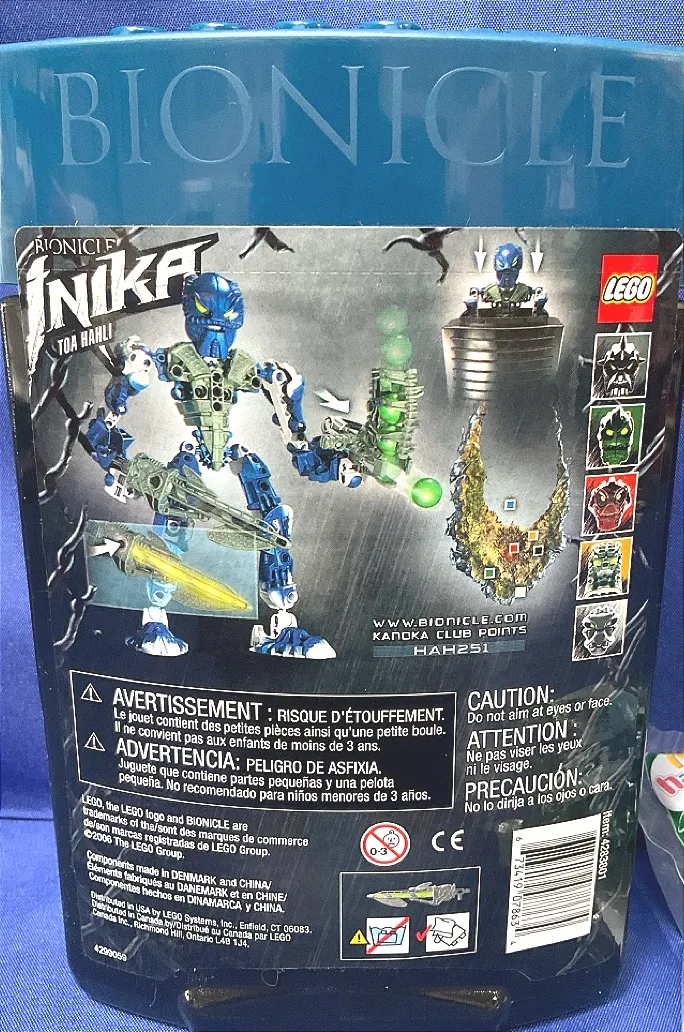 BIONICLE
BIONICLE
INIKA
TOA HAHLI
LEGO
WWW.BIONICLE.COM
KANOKA CLUB POINTS
HAH251
AVERTISSEMENT : RISQUE D'ÉTOUFFEMENT.
Le jouet contient des petites pièces ainsi qu'une petite boule.
Il ne convient pas aux enfants de moins de 3 ans.
ADVERTENCIA: PELIGRO DE ASFIXIA.
Juguete que contiene partes pequeñas y una pelota
pequeña. No recomendado para niños menores de 3 años.
CAUTION:
Do not aim at eyes or face.
ATTENTION :
Ne pas viser les yeux
ni le visage.
PRECAUCIÓN:
No lo dirija a los ojos o cara.
LEGO, the LEGO logo and BIONICLE are
trademarks of the/sont des marques de commerce
de/son marcas registradas de LEGO Group.
©2006 The LEGO Group.
Components made in DENMARK and CHINA/
Éléments fabriqués au DANEMARK et en CHINE/
Componentes hechos en DINAMARCA y CHINA.
Distributed in USA by LEGO Systems, Inc., Enfield, CT 06083.
Distributed in Canada by/Distribué au Canada par LEGO
Canada Inc., Richmond Hill, Ontario L4B 1J4.
4299059
0-3
CE
Item: 4283801
6 73419 07863 4